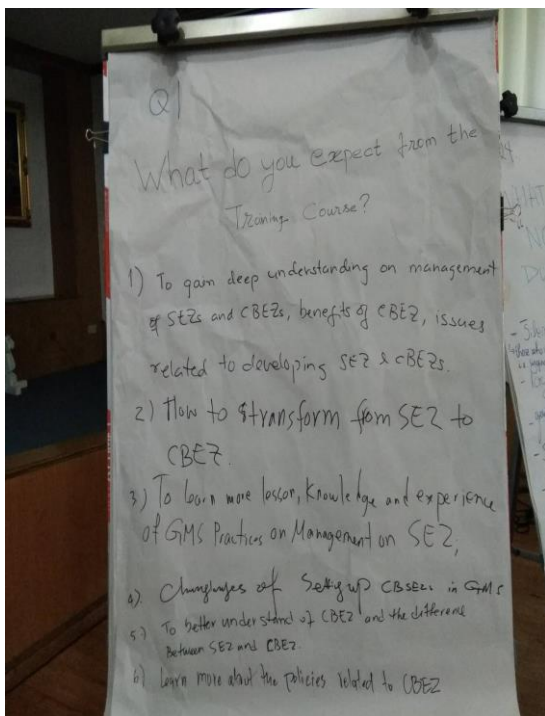 Q1
What do you expect from the
Traning Course?
1) To gain deep understanding on management
of SEZs and CBEZs, benefits of CBEZ, issues
related to developing SEZ & CBEZs.
2) How to transform from SEZ to
CBEZ.
3) To learn more lesson, knowledge and experience
of GMS Practices on Management on SEZ,
4). of Setting up in GMS
5.) To better understand of CBEZ and the difference
Between SEZ and CBEZ.
6) Learn more about the policies related to CBEZ
NO
DU